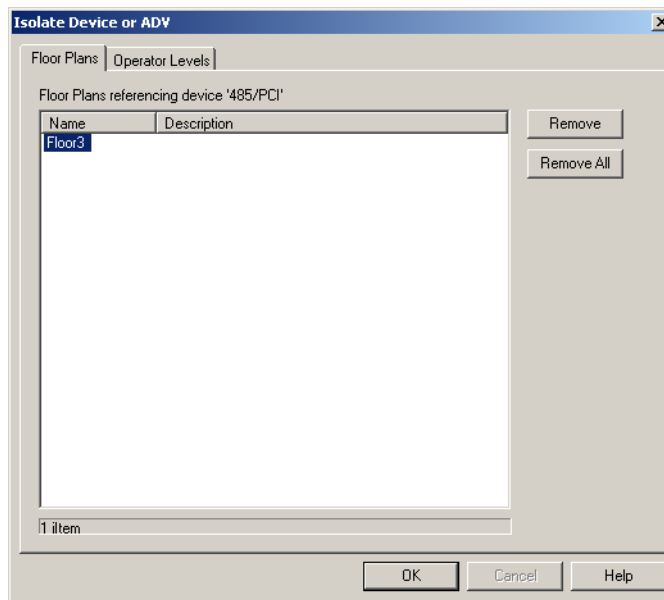 Isolate Device or ADV
Floor Plans Operator Levels
Floor Plans referencing device '485/PCI'
Name Description
Floor3
Remove
Remove All
1 iItem
OK Cancel Help